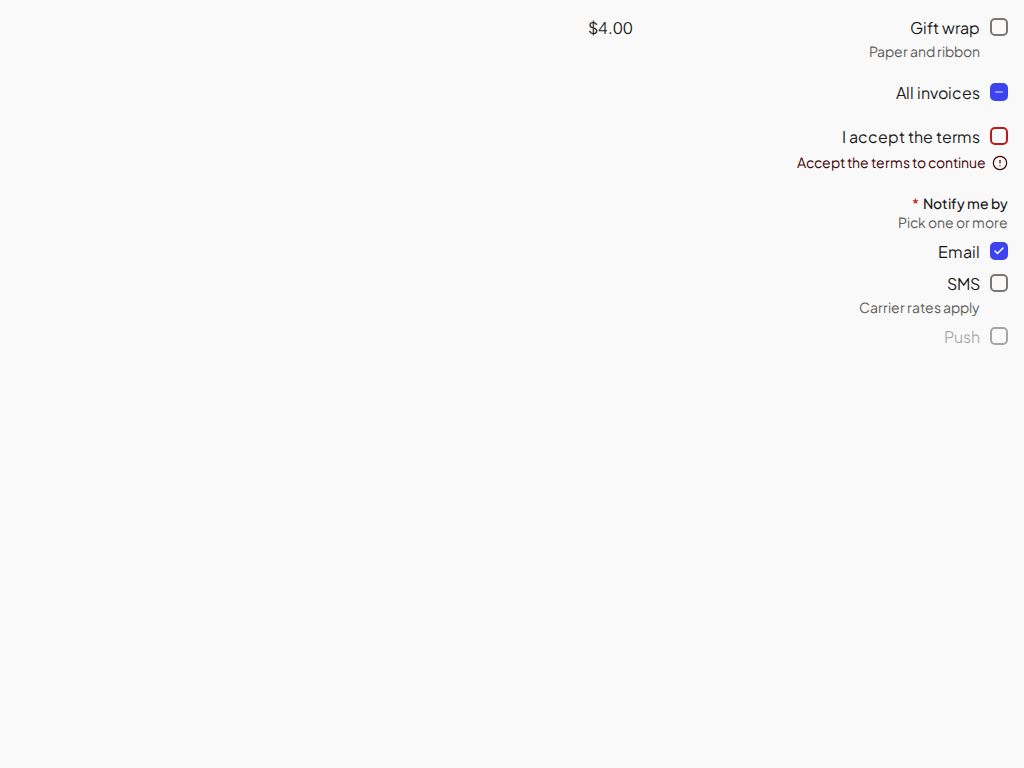 Gift wrap $4.00
Paper and ribbon
All invoices
I accept the terms
Accept the terms to continue
* Notify me by
Pick one or more
Email
SMS
Carrier rates apply
Push